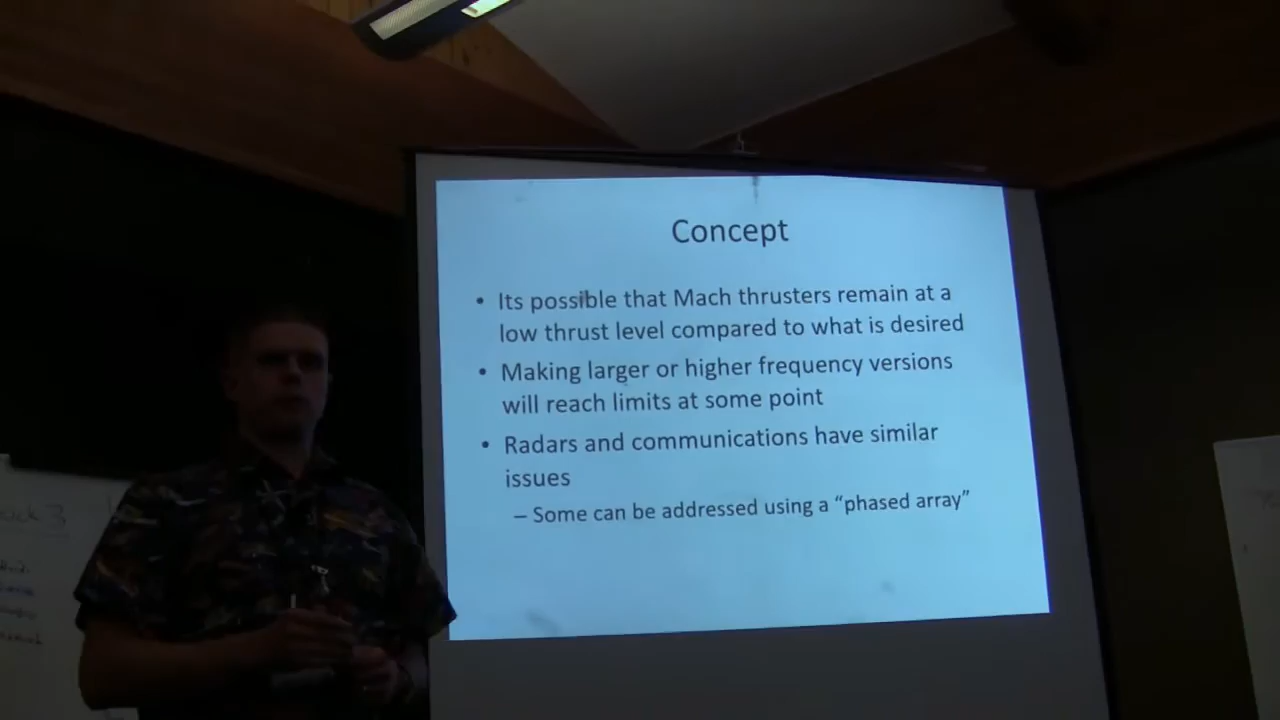 Concept
• Its possible that Mach thrusters remain at a
low thrust level compared to what is desired
• Making larger or higher frequency versions
will reach limits at some point
• Radars and communications have similar
issues
– Some can be addressed using a “phased array”